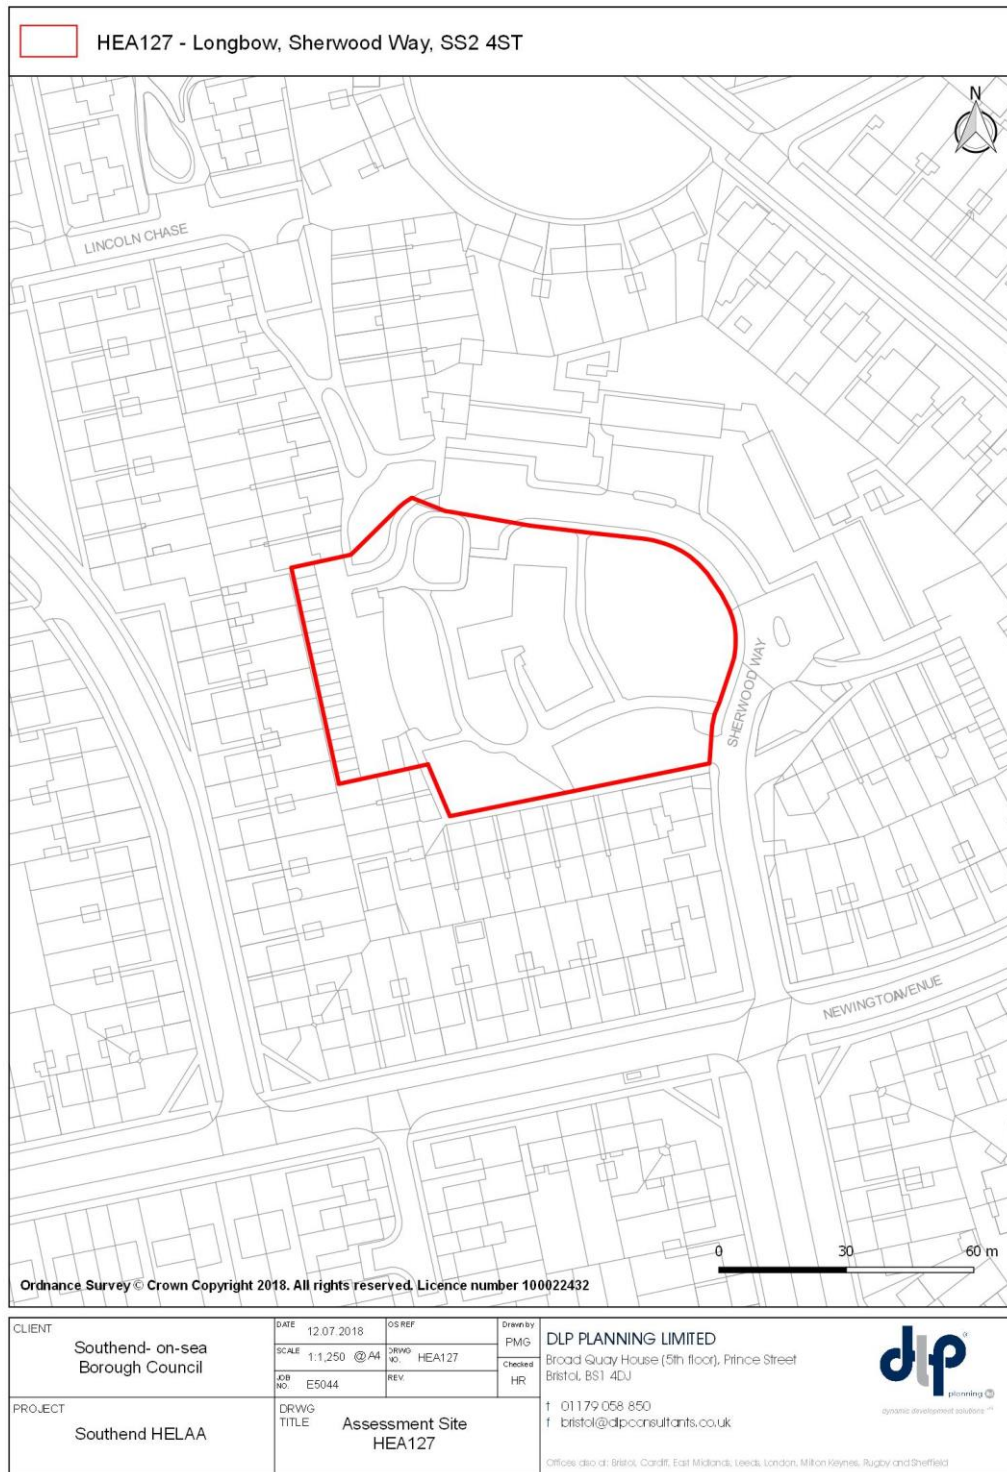 HEA127 - Longbow, Sherwood Way, SS2 4ST
N
LINCOLN CHASE
SHERWOOD WAY
NEWINGTON AVENUE
0 30 60 m
Ordnance Survey © Crown Copyright 2018. All rights reserved. Licence number 100022432
CLIENT
Southend- on-sea
Borough Council
DATE 12.07.2018
OS REF
SCALE 1:1,250 @ A4
DRWG NO. HEA127
JOB NO. E5044
REV.
Drawn by
PMG
Checked
HR
PROJECT
Southend HELAA
DRWG
TITLE
Assessment Site
HEA127
DLP PLANNING LIMITED
Broad Quay House (5th floor), Prince Street
Bristol, BS1 4DJ
t 01179 058 850
f bristol@dlpconsultants.co.uk
Offices also at: Bristol, Cardiff, East Midlands, Leeds, London, Milton Keynes, Rugby and Sheffield
dlp
planning
dynamic development solutions